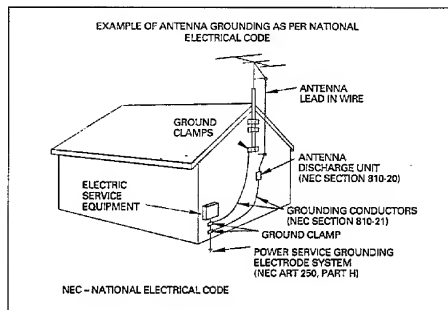 EXAMPLE OF ANTENNA GROUNDING AS PER NATIONAL
ELECTRICAL CODE
ANTENNA
LEAD IN WIRE
GROUND
CLAMPS
ANTENNA
DISCHARGE UNIT
(NEC SECTION 810-20)
ELECTRIC
SERVICE
EQUIPMENT
GROUNDING CONDUCTORS
(NEC SECTION 810-21)
GROUND CLAMP
POWER SERVICE GROUNDING
ELECTRODE SYSTEM
(NEC ART 250, PART H)
NEC – NATIONAL ELECTRICAL CODE